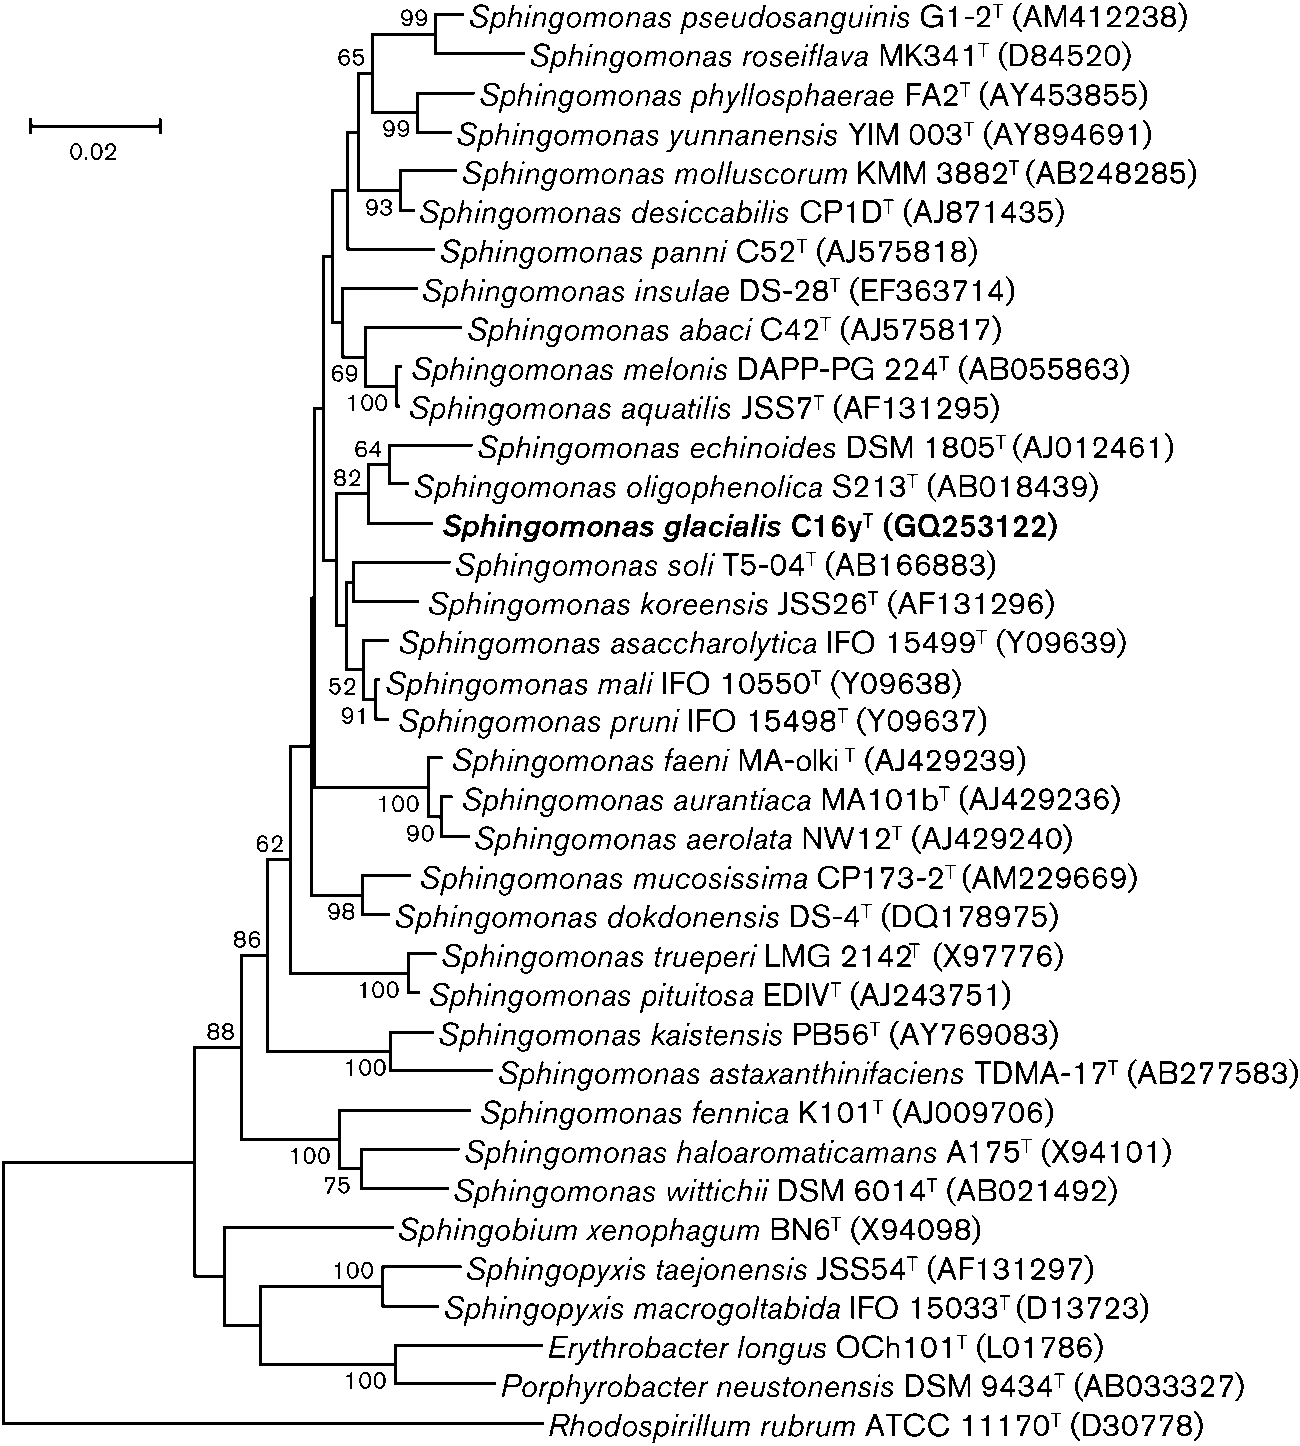 99 Sphingomonas pseudosanguinis G1-2ᵀ (AM412238)
65 Sphingomonas roseiflava MK341ᵀ (D84520)
Sphingomonas phyllosphaerae FA2ᵀ (AY453855)
99 Sphingomonas yunnanensis YIM 003ᵀ (AY894691)
0.02
Sphingomonas molluscorum KMM 3882ᵀ (AB248285)
93 Sphingomonas desiccabilis CP1Dᵀ (AJ871435)
Sphingomonas panni C52ᵀ (AJ575818)
Sphingomonas insulae DS-28ᵀ (EF363714)
Sphingomonas abaci C42ᵀ (AJ575817)
69 Sphingomonas melonis DAPP-PG 224ᵀ (AB055863)
100 Sphingomonas aquatilis JSS7ᵀ (AF131295)
64 Sphingomonas echinoides DSM 1805ᵀ (AJ012461)
82 Sphingomonas oligophenolica S213ᵀ (AB018439)
Sphingomonas glacialis C16yᵀ (GQ253122)
Sphingomonas soli T5-04ᵀ (AB166883)
Sphingomonas koreensis JSS26ᵀ (AF131296)
Sphingomonas asaccharolytica IFO 15499ᵀ (Y09639)
52 Sphingomonas mali IFO 10550ᵀ (Y09638)
91 Sphingomonas pruni IFO 15498ᵀ (Y09637)
Sphingomonas faeni MA-olki ᵀ (AJ429239)
100 Sphingomonas aurantiaca MA101bᵀ (AJ429236)
90 Sphingomonas aerolata NW12ᵀ (AJ429240)
62
Sphingomonas mucosissima CP173-2ᵀ (AM229669)
98 Sphingomonas dokdonensis DS-4ᵀ (DQ178975)
86
Sphingomonas trueperi LMG 2142ᵀ (X97776)
100 Sphingomonas pituitosa EDIVᵀ (AJ243751)
88 Sphingomonas kaistensis PB56ᵀ (AY769083)
100 Sphingomonas astaxanthinifaciens TDMA-17ᵀ (AB277583)
Sphingomonas fennica K101ᵀ (AJ009706)
100 Sphingomonas haloaromaticamans A175ᵀ (X94101)
75 Sphingomonas wittichii DSM 6014ᵀ (AB021492)
Sphingobium xenophagum BN6ᵀ (X94098)
100 Sphingopyxis taejonensis JSS54ᵀ (AF131297)
Sphingopyxis macrogoltabida IFO 15033ᵀ (D13723)
Erythrobacter longus OCh101ᵀ (L01786)
100 Porphyrobacter neustonensis DSM 9434ᵀ (AB033327)
Rhodospirillum rubrum ATCC 11170ᵀ (D30778)